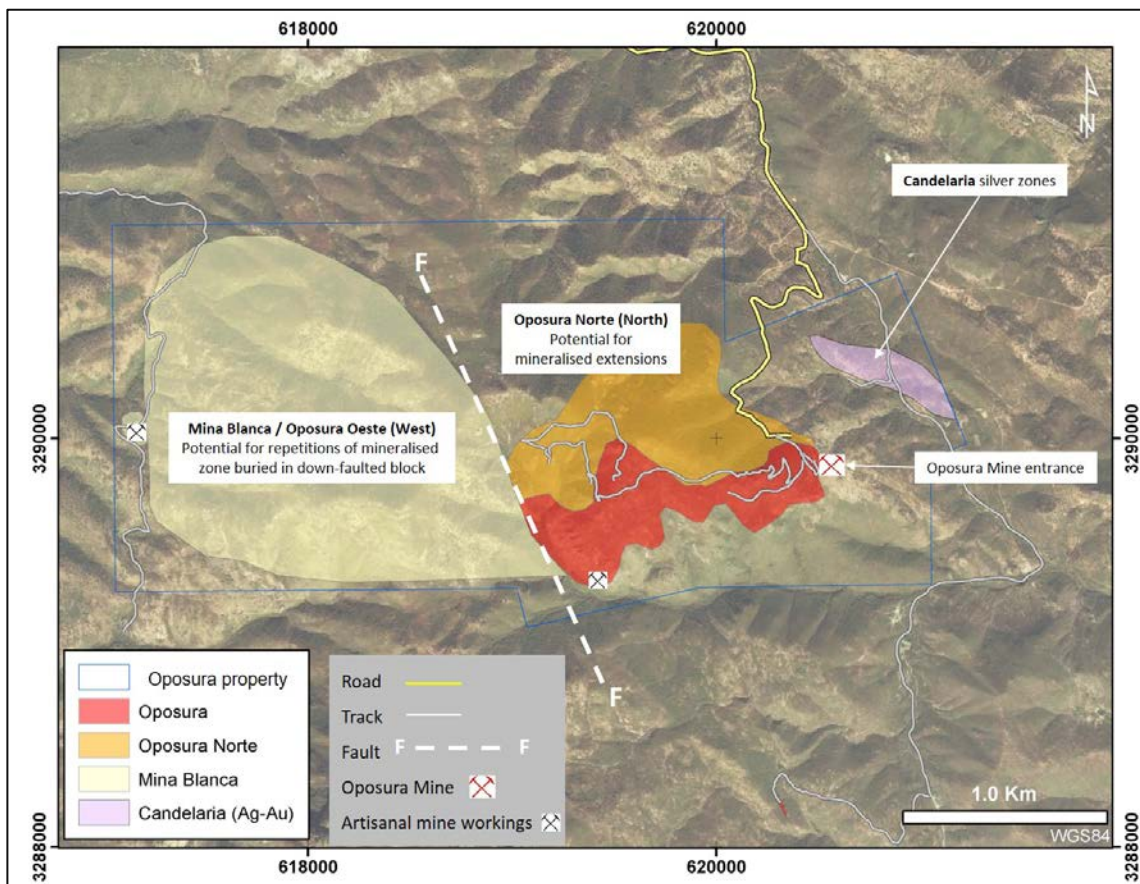 618000
620000
N
Candelaria silver zones
F
Oposura Norte (North)
Potential for
mineralised extensions
3290000
3290000
Mina Blanca / Oposura Oeste (West)
Potential for repetitions of mineralised
zone buried in down-faulted block
Oposura Mine entrance
F
Oposura property
Oposura
Oposura Norte
Mina Blanca
Candelaria (Ag-Au)
Road
Track
Fault F F
Oposura Mine
Artisanal mine workings
1.0 Km
WGS84
3288000
3288000
618000
620000